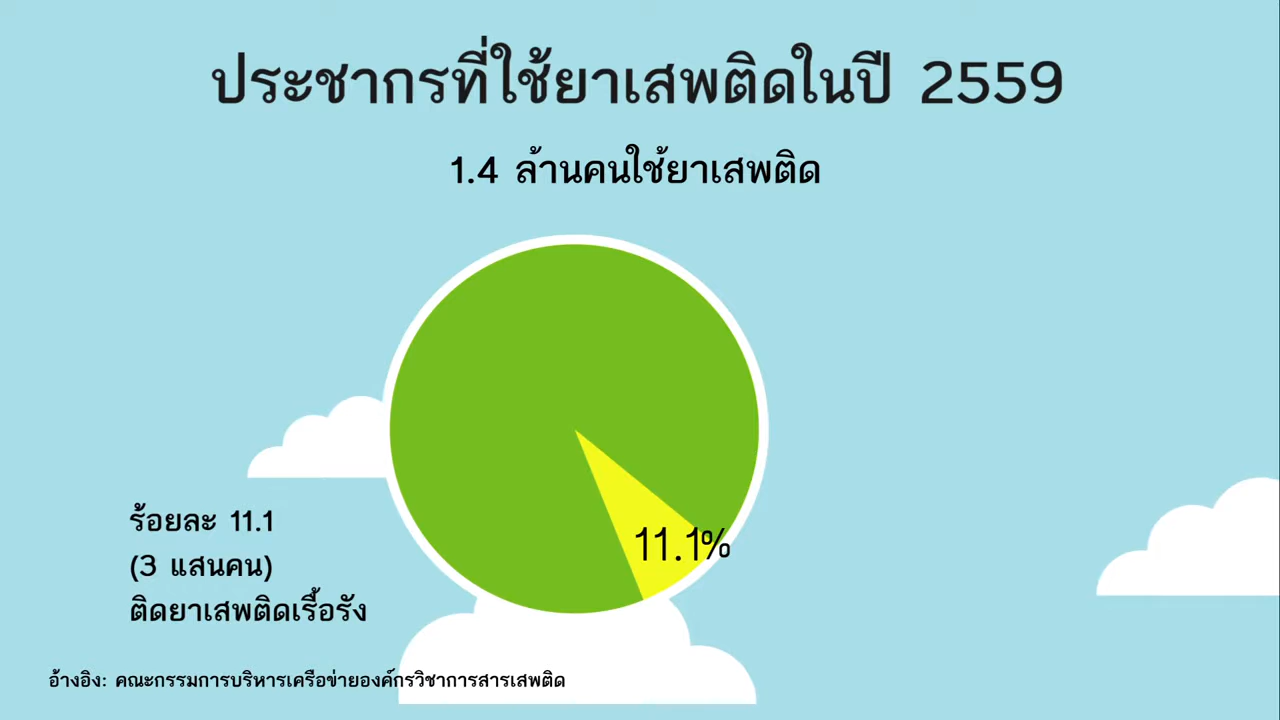 ประชากรที่ใช้ยาเสพติดในปี 2559
1.4 ล้านคนใช้ยาเสพติด
11.1%
ร้อยละ 11.1
(3 แสนคน)
ติดยาเสพติดเรื้อรัง
อ้างอิง: คณะกรรมการบริหารเครือข่ายองค์กรวิชาการสารเสพติด